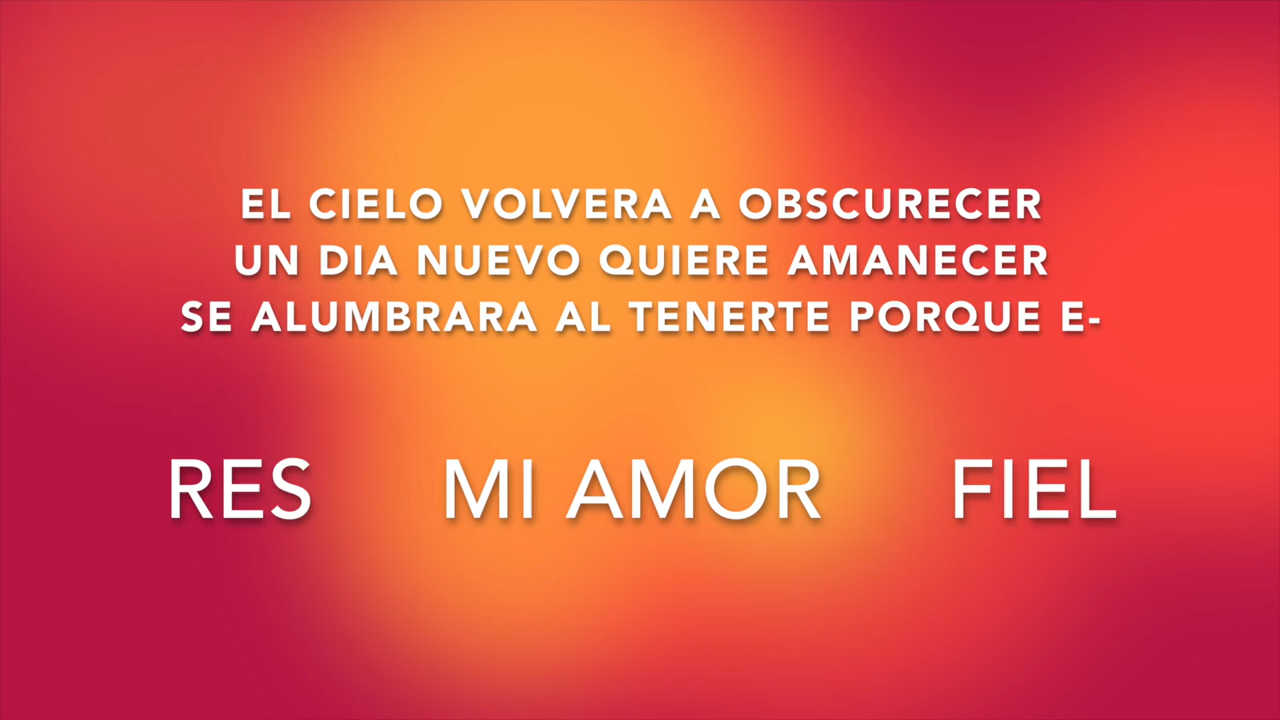 EL CIELO VOLVERA A OBSCURECER
UN DIA NUEVO QUIERE AMANECER
SE ALUMBRARA AL TENERTE PORQUE E-
RES MI AMOR FIEL